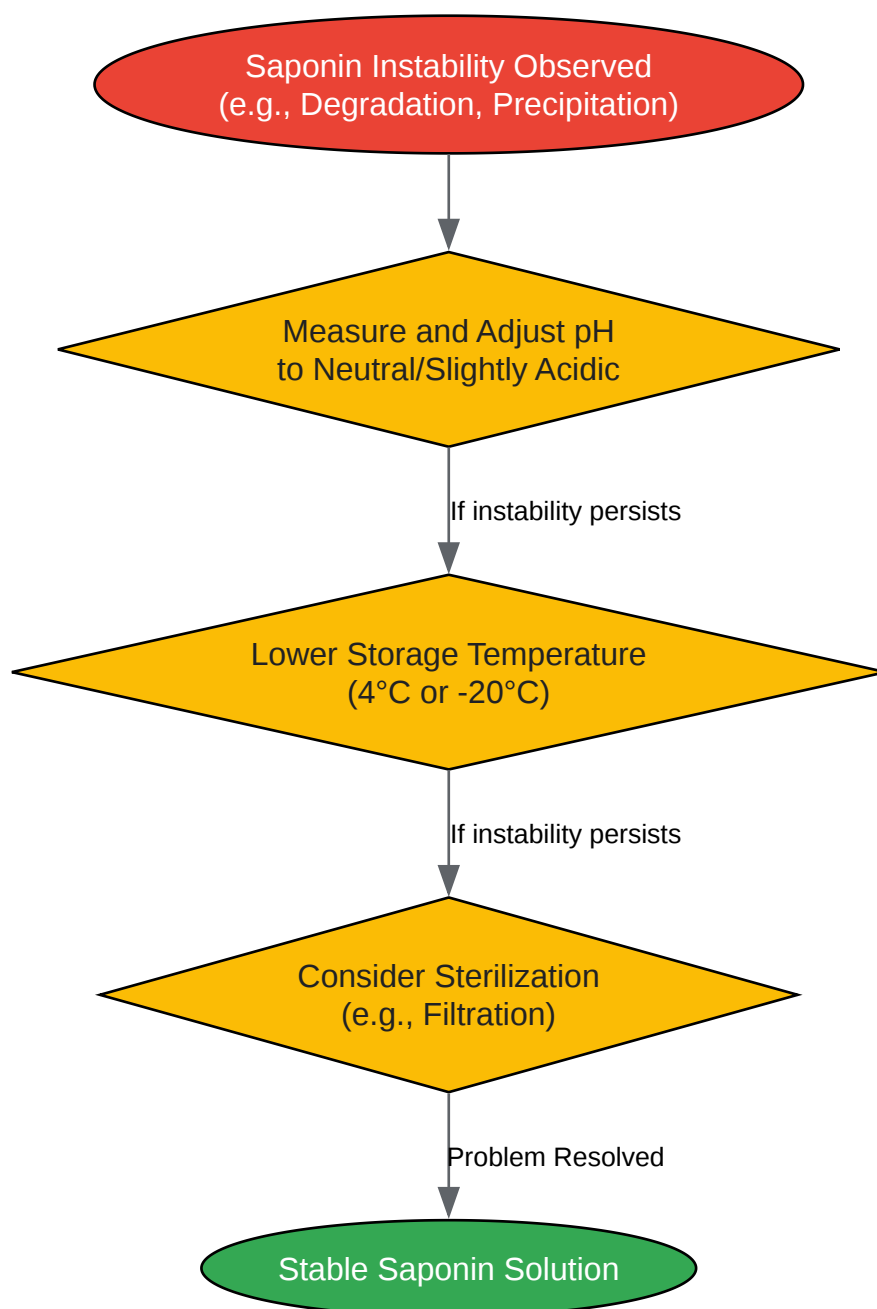 Saponin Instability Observed
(e.g., Degradation, Precipitation)
Measure and Adjust pH
to Neutral/Slightly Acidic
If instability persists
Lower Storage Temperature
(4°C or -20°C)
If instability persists
Consider Sterilization
(e.g., Filtration)
Problem Resolved
Stable Saponin Solution